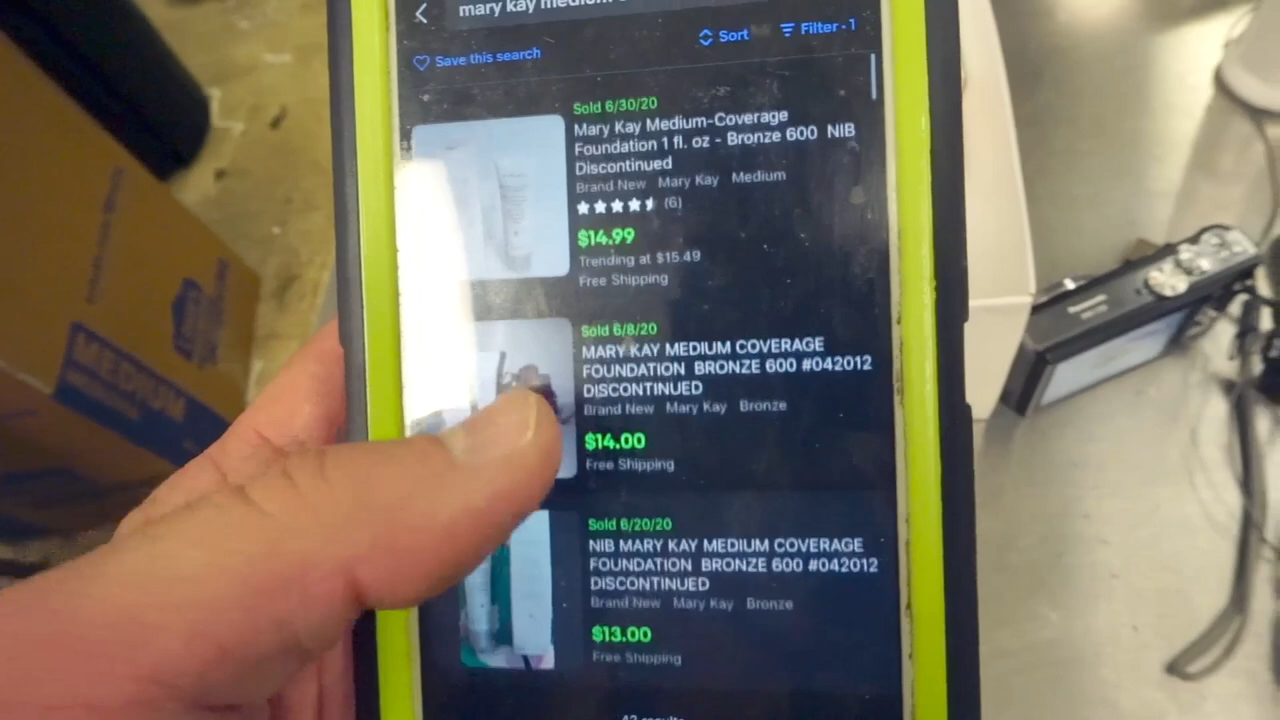 mary kay medium
Save this search
Sort
Filter · 1
Sold 6/30/20
Mary Kay Medium-Coverage
Foundation 1 fl. oz - Bronze 600 NIB
Discontinued
Brand New Mary Kay Medium
(6)
$14.99
Trending at $15.49
Free Shipping
Sold 6/8/20
MARY KAY MEDIUM COVERAGE
FOUNDATION BRONZE 600 #042012
DISCONTINUED
Brand New Mary Kay Bronze
$14.00
Free Shipping
Sold 6/20/20
NIB MARY KAY MEDIUM COVERAGE
FOUNDATION BRONZE 600 #042012
DISCONTINUED
Brand New Mary Kay Bronze
$13.00
Free Shipping
MEDIUM